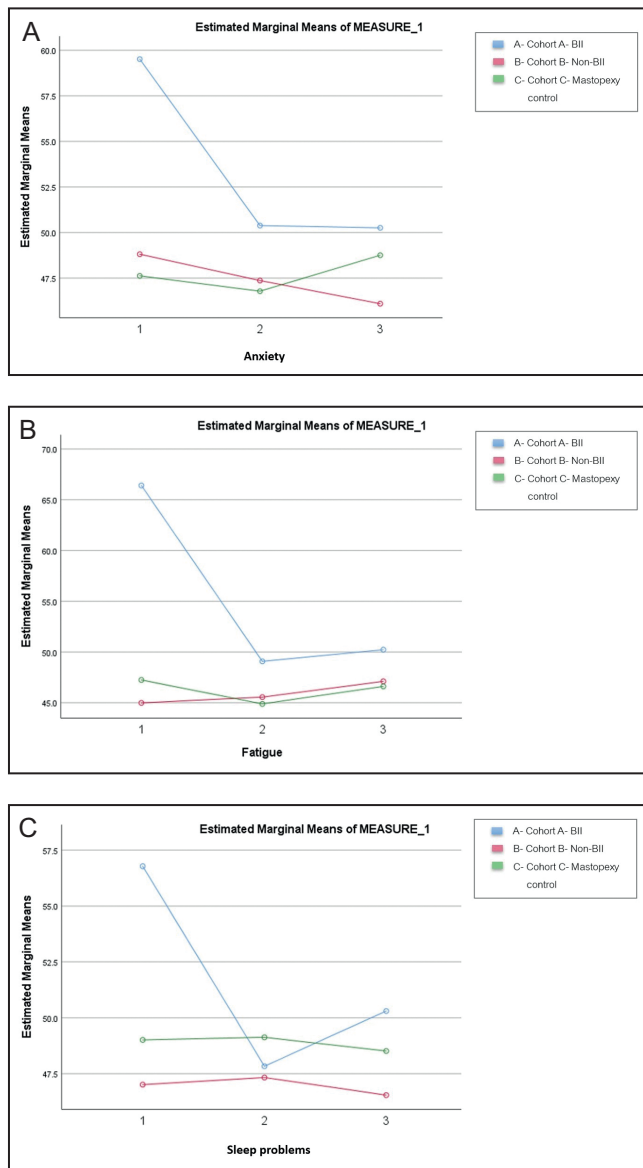 A
Estimated Marginal Means of MEASURE_1
A- Cohort A- BII
B- Cohort B- Non-BII
C- Cohort C- Mastopexy
control
Estimated Marginal Means
60.0
57.5
55.0
52.5
50.0
47.5
1 2 3
Anxiety
B
Estimated Marginal Means of MEASURE_1
A- Cohort A- BII
B- Cohort B- Non-BII
C- Cohort C- Mastopexy
control
Estimated Marginal Means
70.0
65.0
60.0
55.0
50.0
45.0
1 2 3
Fatigue
C
Estimated Marginal Means of MEASURE_1
A- Cohort A- BII
B- Cohort B- Non-BII
C- Cohort C- Mastopexy
control
Estimated Marginal Means
57.5
55.0
52.5
50.0
47.5
1 2 3
Sleep problems